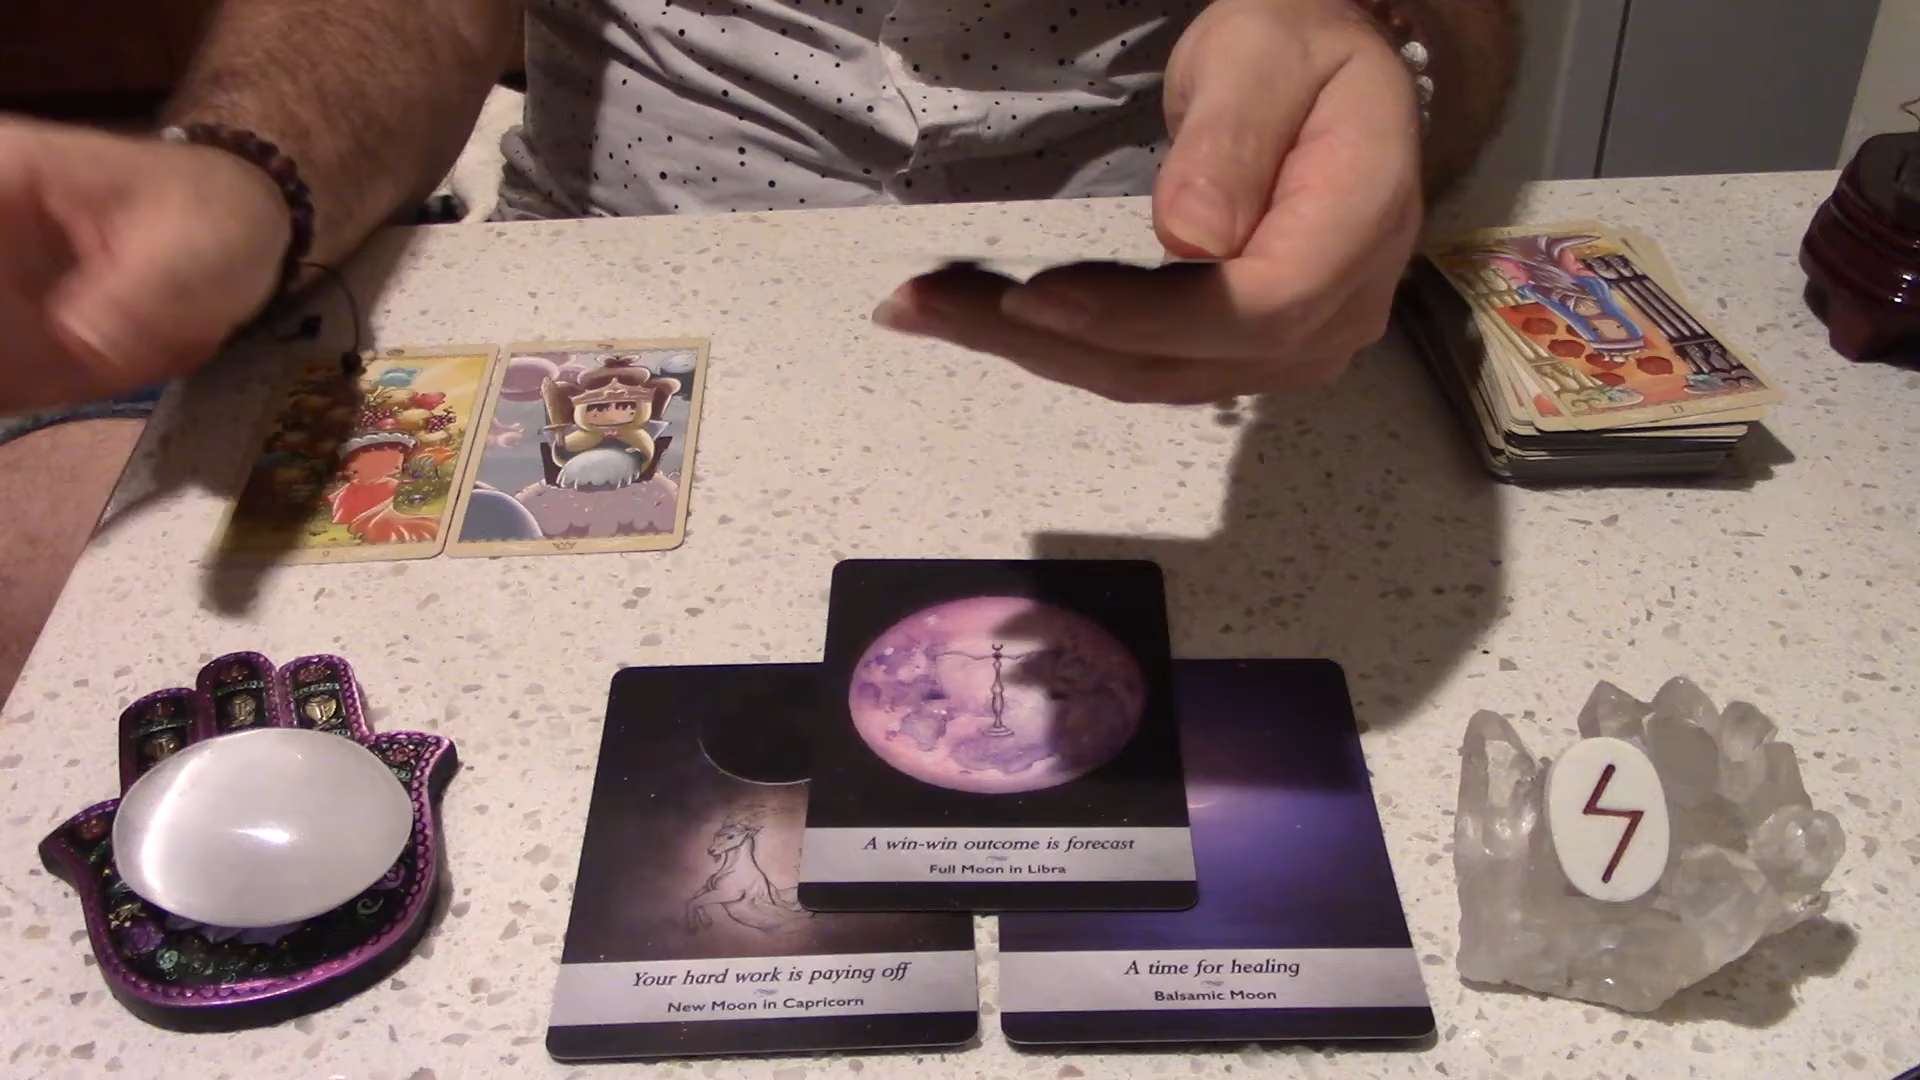 A win-win outcome is forecast
Full Moon in Libra
Your hard work is paying off
New Moon in Capricorn
A time for healing
Balsamic Moon